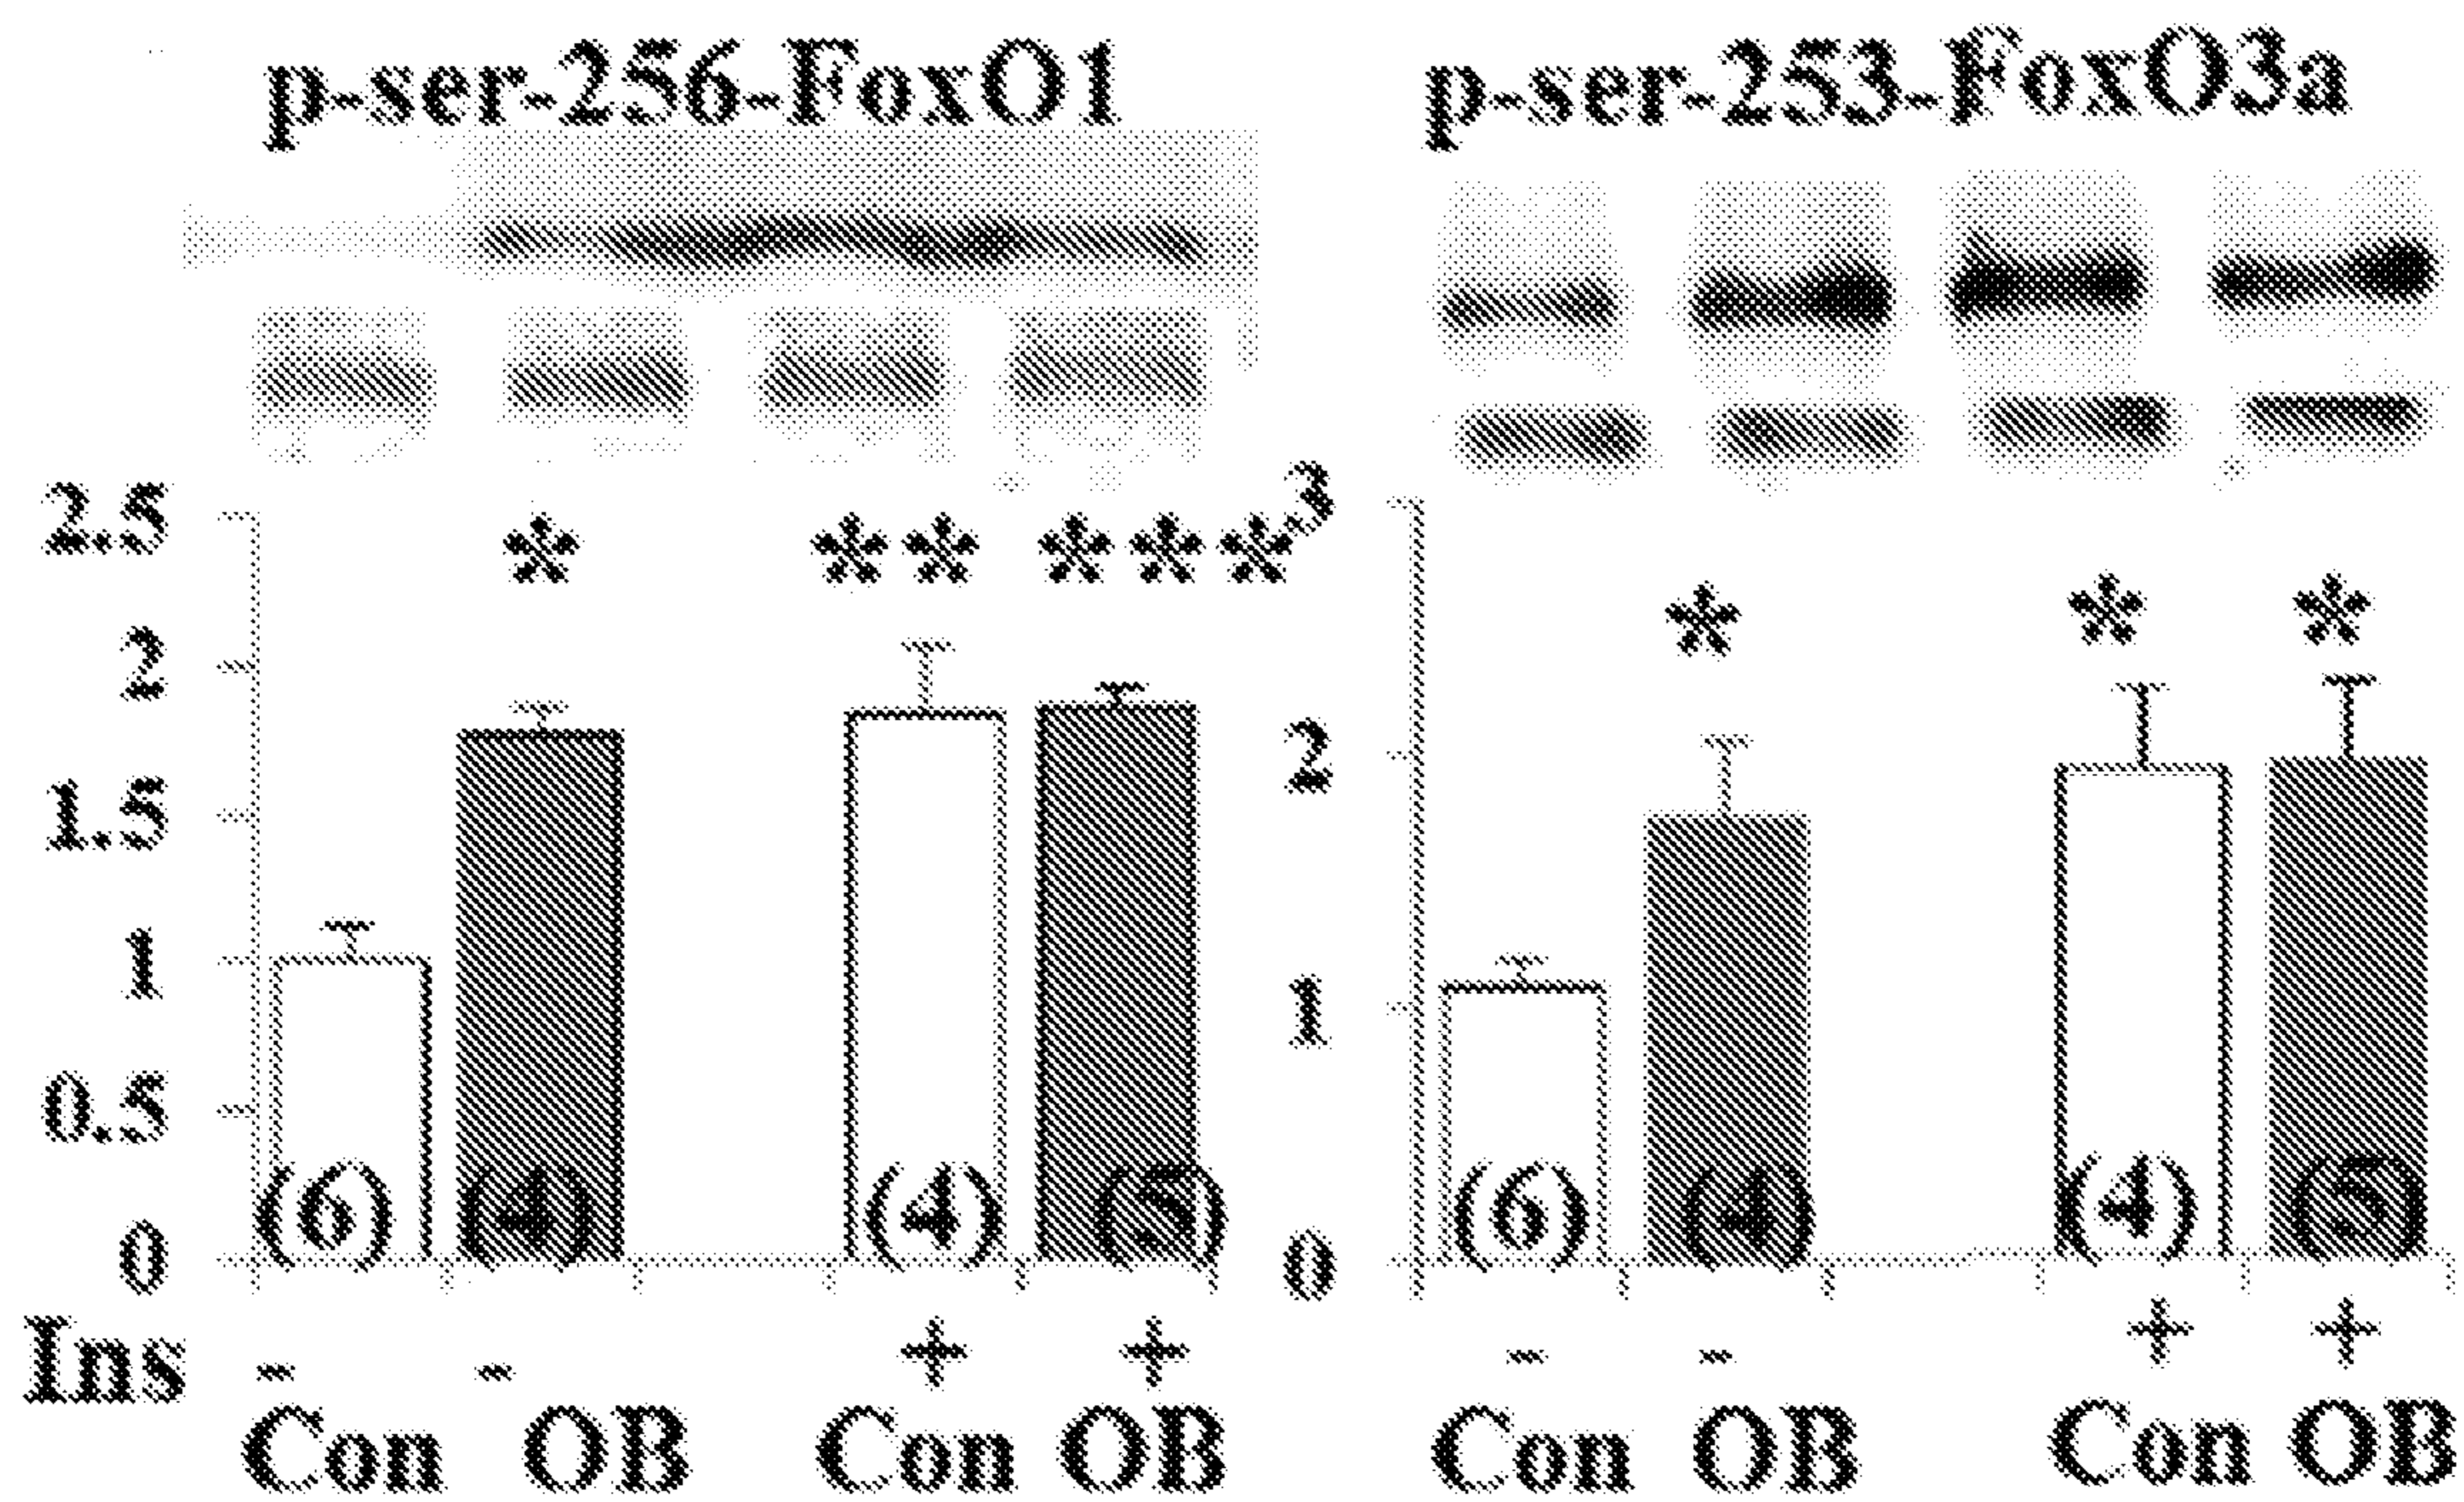 p-ser-256-FoxO1 p-ser-253-FoxO3a
2.5 * ** *** 3
* * *
2
2
1.5
1
1
0.5
(6) (4) (4) (5) (6) (4) (4) (5)
0 0
Ins - - + + - - + +
Con OB Con OB Con OB Con OB